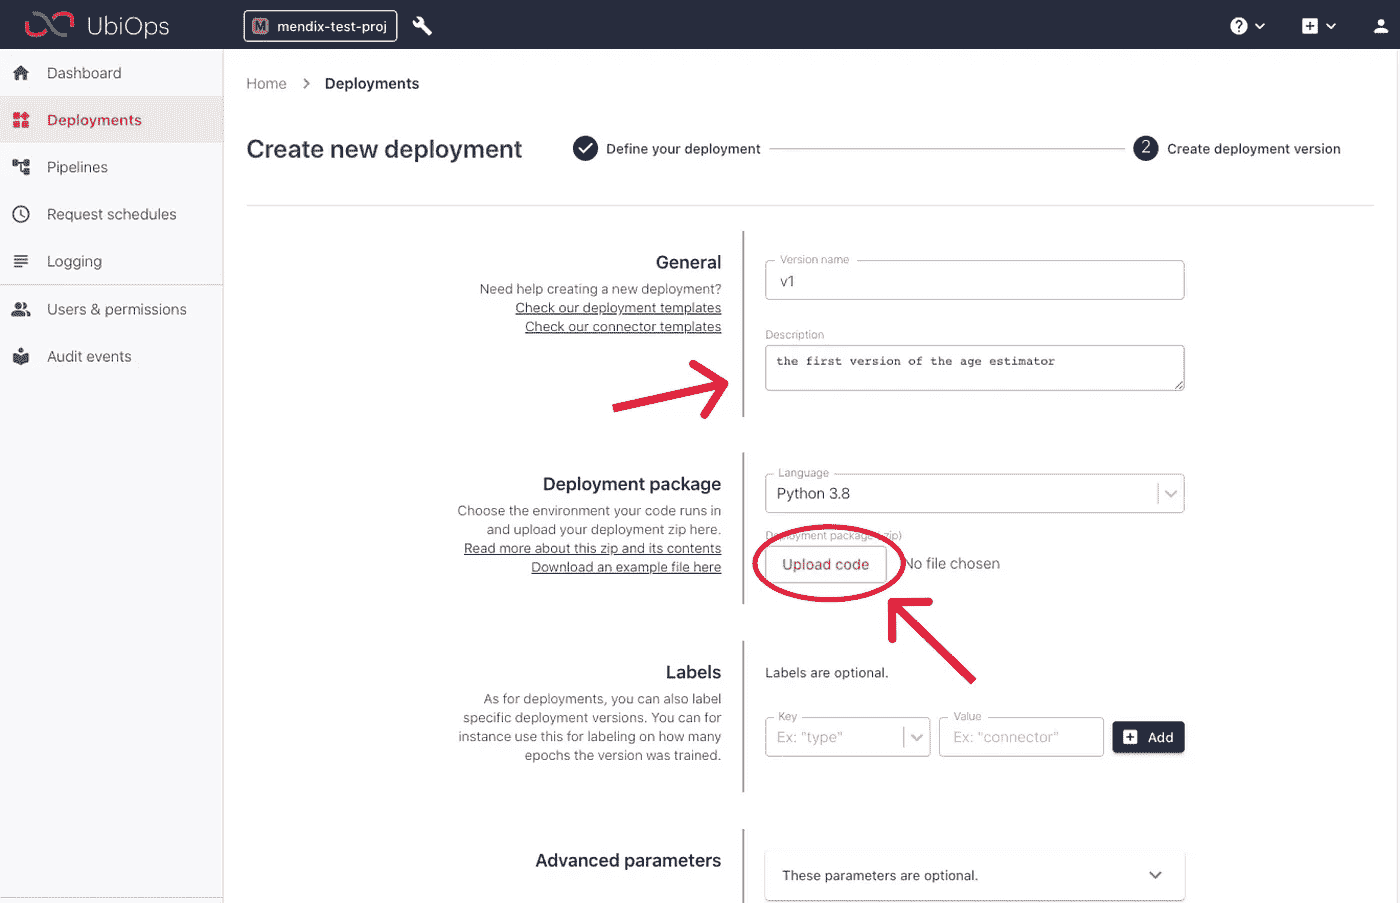 UbiOps
mendix-test-proj
Dashboard
Deployments
Pipelines
Request schedules
Logging
Users & permissions
Audit events
Home > Deployments
Create new deployment
Define your deployment
2 Create deployment version
General
Need help creating a new deployment?
Check our deployment templates
Check our connector templates
Version name
v1
Description
the first version of the age estimator
Deployment package
Choose the environment your code runs in
and upload your deployment zip here.
Read more about this zip and its contents
Download an example file here
Language
Python 3.8
Deployment package (zip)
Upload code
No file chosen
Labels
As for deployments, you can also label
specific deployment versions. You can for
instance use this for labeling on how many
epochs the version was trained.
Labels are optional.
Key
Ex: "type"
Value
Ex: "connector"
Add
Advanced parameters
These parameters are optional.